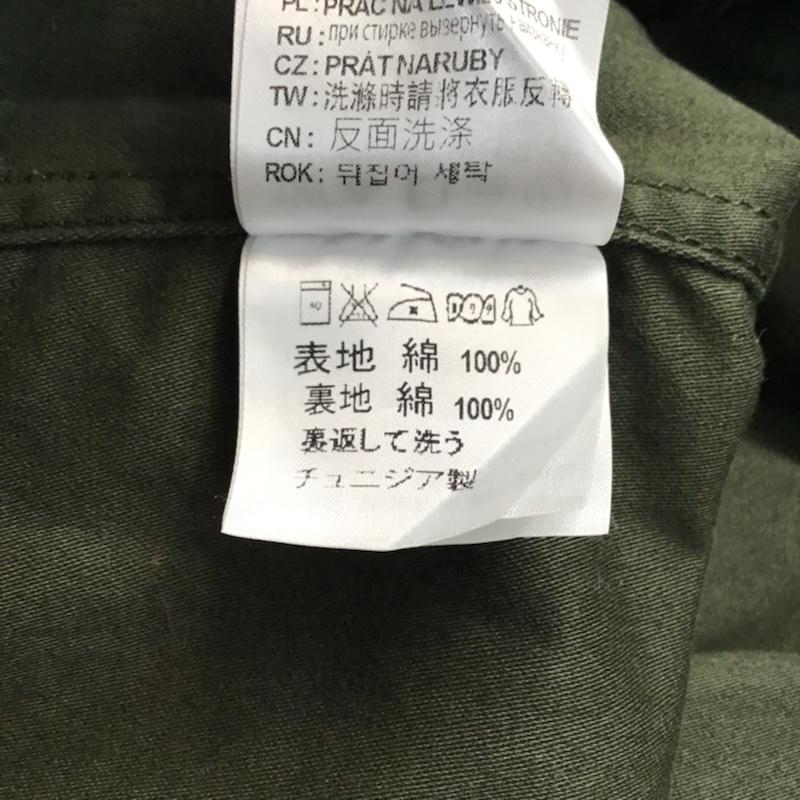 PL:PRAĆ NA LEWEJ STRONIE
RU:при стирке вывернуть наизнанку
CZ:PRÁT NARUBY
TW:洗滌時請將衣服反轉
CN:反面洗涤
ROK:뒤집어 세탁
40
表地 綿 100%
裏地 綿 100%
裏返して洗う
チュニジア製